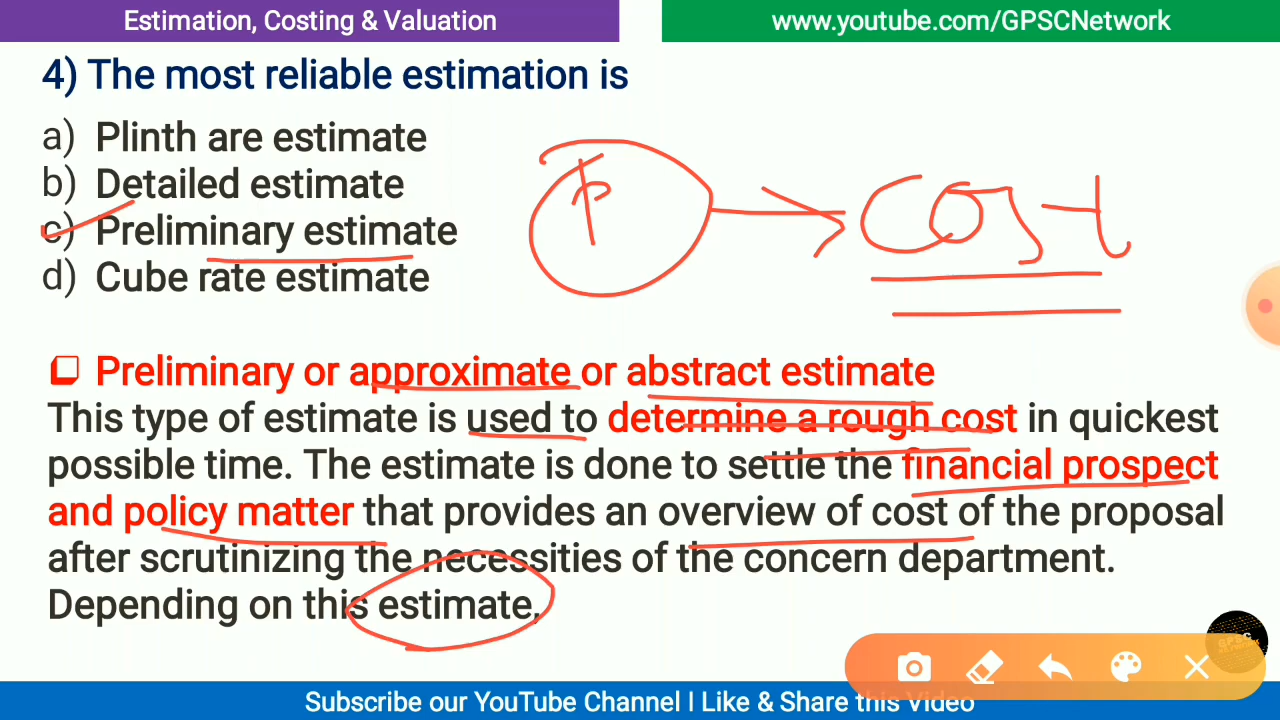 Estimation, Costing & Valuation
www.youtube.com/GPSCNetwork
4) The most reliable estimation is
a) Plinth are estimate
b) Detailed estimate
c) Preliminary estimate
d) Cube rate estimate
P
cost
Preliminary or approximate or abstract estimate
This type of estimate is used to determine a rough cost in quickest
possible time. The estimate is done to settle the financial prospect
and policy matter that provides an overview of cost of the proposal
after scrutinizing the necessities of the concern department.
Depending on this estimate,
GPSC
NETWORK
Subscribe our YouTube Channel I Like & Share this Video